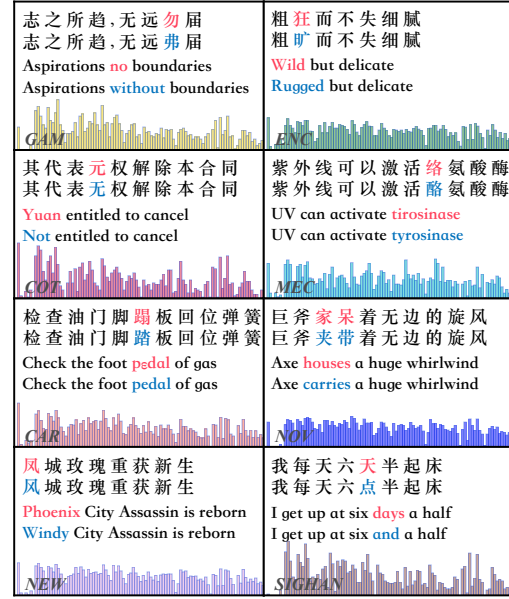 志之所趋,无远勿届
志之所趋,无远弗届
Aspirations no boundaries
Aspirations without boundaries
GAM
粗狂而不失细腻
粗旷而不失细腻
Wild but delicate
Rugged but delicate
ENC
其代表元权解除本合同
其代表无权解除本合同
Yuan entitled to cancel
Not entitled to cancel
COT
紫外线可以激活络氨酸酶
紫外线可以激活酪氨酸酶
UV can activate tirosinase
UV can activate tyrosinase
MEC
检查油门脚蹋板回位弹簧
检查油门脚踏板回位弹簧
Check the foot pgdal of gas
Check the foot pedal of gas
CAR
巨斧家呆着无边的旋风
巨斧夹带着无边的旋风
Axe houses a huge whirlwind
Axe carries a huge whirlwind
NOV
凤城玫瑰重获新生
风城玫瑰重获新生
Phoenix City Assassin is reborn
Windy City Assassin is reborn
NEW
我每天六天半起床
我每天六点半起床
I get up at six days a half
I get up at six and a half
SIGHAN